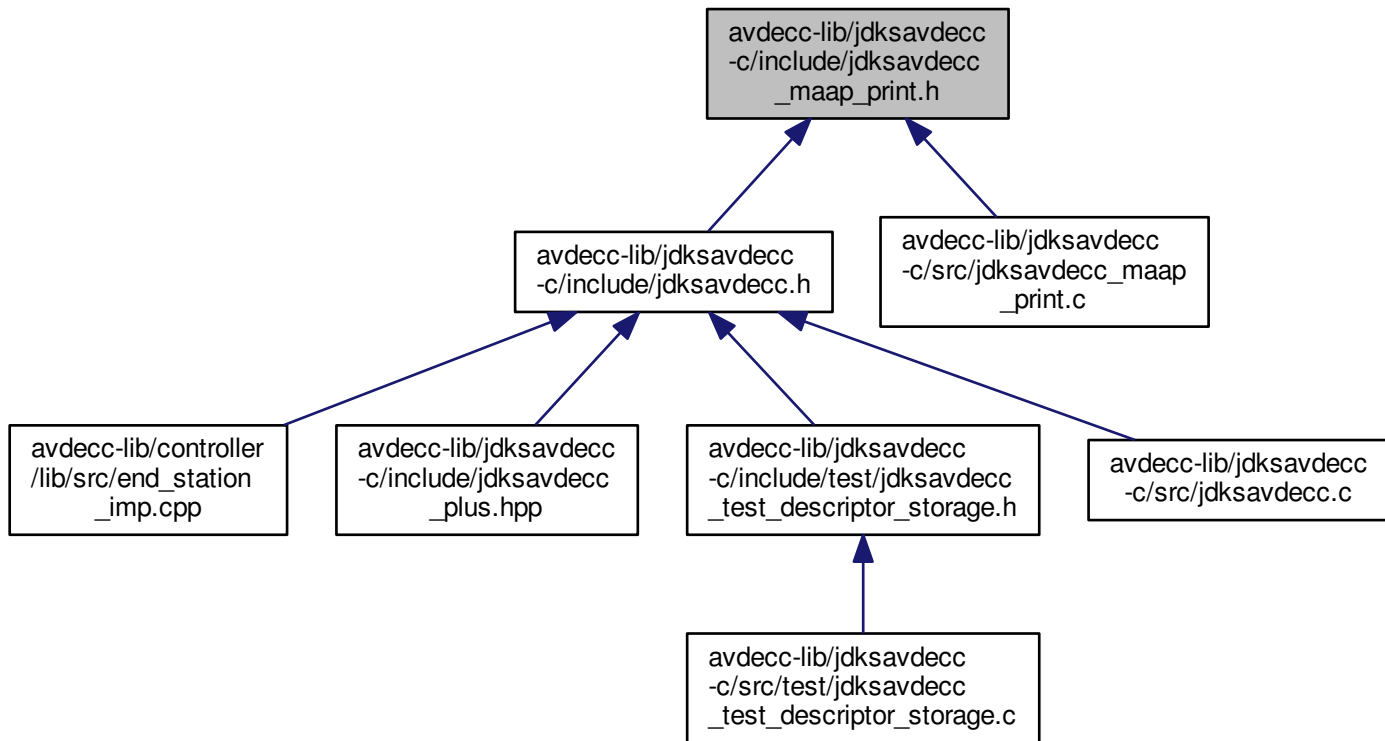 avdecc-lib/jdksavdecc
-c/include/jdksavdecc
_maap_print.h
avdecc-lib/jdksavdecc
-c/include/jdksavdecc.h
avdecc-lib/jdksavdecc
-c/src/jdksavdecc_maap
_print.c
avdecc-lib/controller
/lib/src/end_station
_imp.cpp
avdecc-lib/jdksavdecc
-c/include/jdksavdecc
_plus.hpp
avdecc-lib/jdksavdecc
-c/include/test/jdksavdecc
_test_descriptor_storage.h
avdecc-lib/jdksavdecc
-c/src/jdksavdecc.c
avdecc-lib/jdksavdecc
-c/src/test/jdksavdecc
_test_descriptor_storage.c